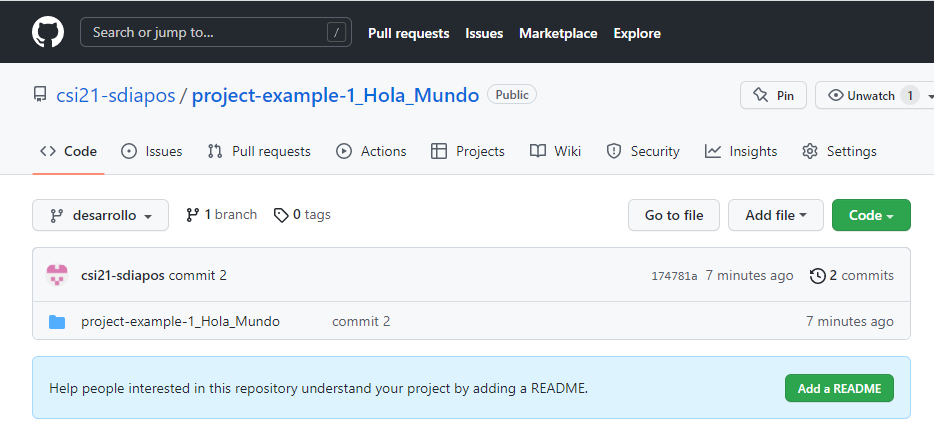 Search or jump to... / Pull requests Issues Marketplace Explore
csi21-sdiapos / project-example-1_Hola_Mundo Public Pin Unwatch 1
Code Issues Pull requests Actions Projects Wiki Security Insights Settings
desarrollo 1 branch 0 tags Go to file Add file Code
csi21-sdiapos commit 2 174781a 7 minutes ago 2 commits
project-example-1_Hola_Mundo commit 2 7 minutes ago
Help people interested in this repository understand your project by adding a README. Add a README